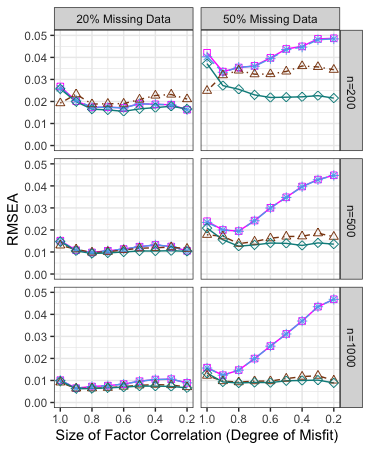 20% Missing Data
50% Missing Data
0.05
0.04
0.03
0.02
0.01
0.00
n=200
0.05
0.04
0.03
0.02
0.01
0.00
n=500
0.05
0.04
0.03
0.02
0.01
0.00
n=1000
RMSEA
1.0 0.8 0.6 0.4 0.2
1.0 0.8 0.6 0.4 0.2
Size of Factor Correlation (Degree of Misfit)